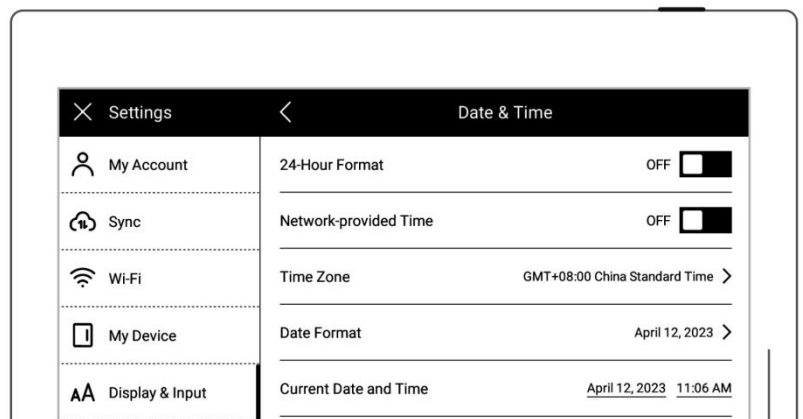 Settings
Date & Time
My Account
Sync
Wi-Fi
My Device
AA Display & Input
24-Hour Format OFF
Network-provided Time OFF
Time Zone GMT+08:00 China Standard Time
Date Format April 12, 2023
Current Date and Time April 12, 2023 11:06 AM